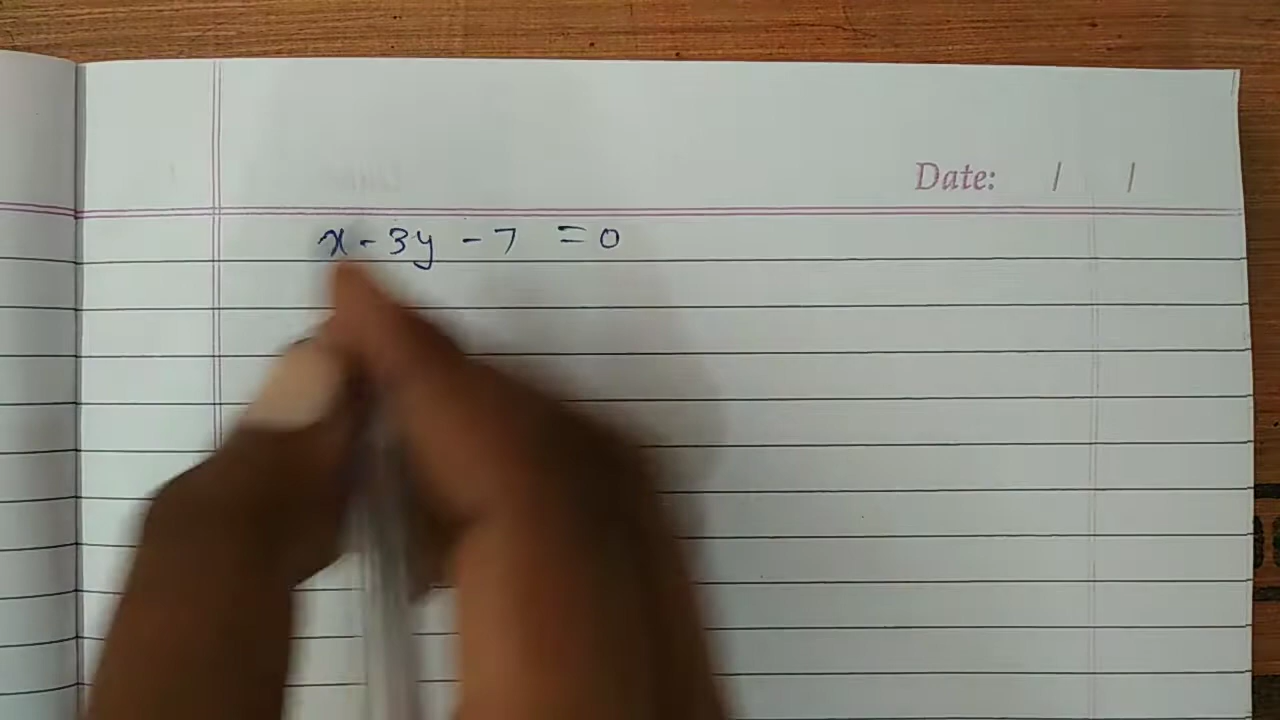 Date: / /
x - 3y - 7 = 0